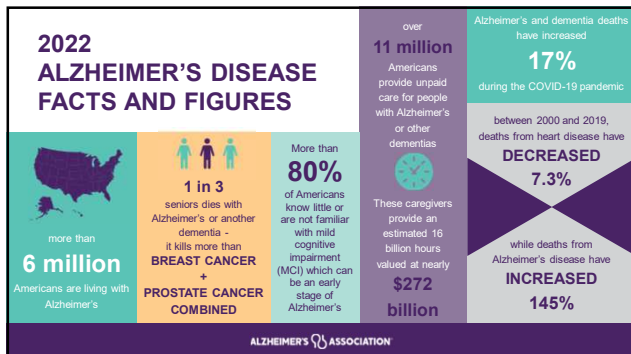 2022
ALZHEIMER'S DISEASE
FACTS AND FIGURES
more than
6 million
Americans are living with
Alzheimer's
1 in 3
seniors dies with
Alzheimer's or another
dementia -
it kills more than
BREAST CANCER
+
PROSTATE CANCER
COMBINED
More than
80%
of Americans
know little or
are not familiar
with mild
cognitive
impairment
(MCI) which can
be an early
stage of
Alzheimer's
over
11 million
Americans
provide unpaid
care for people
with Alzheimer's
or other
dementias
These caregivers
provide an
estimated 16
billion hours
valued at nearly
$272
billion
Alzheimer's and dementia deaths
have increased
17%
during the COVID-19 pandemic
between 2000 and 2019,
deaths from heart disease have
DECREASED
7.3%
while deaths from
Alzheimer's disease have
INCREASED
145%
ALZHEIMER'S ASSOCIATION